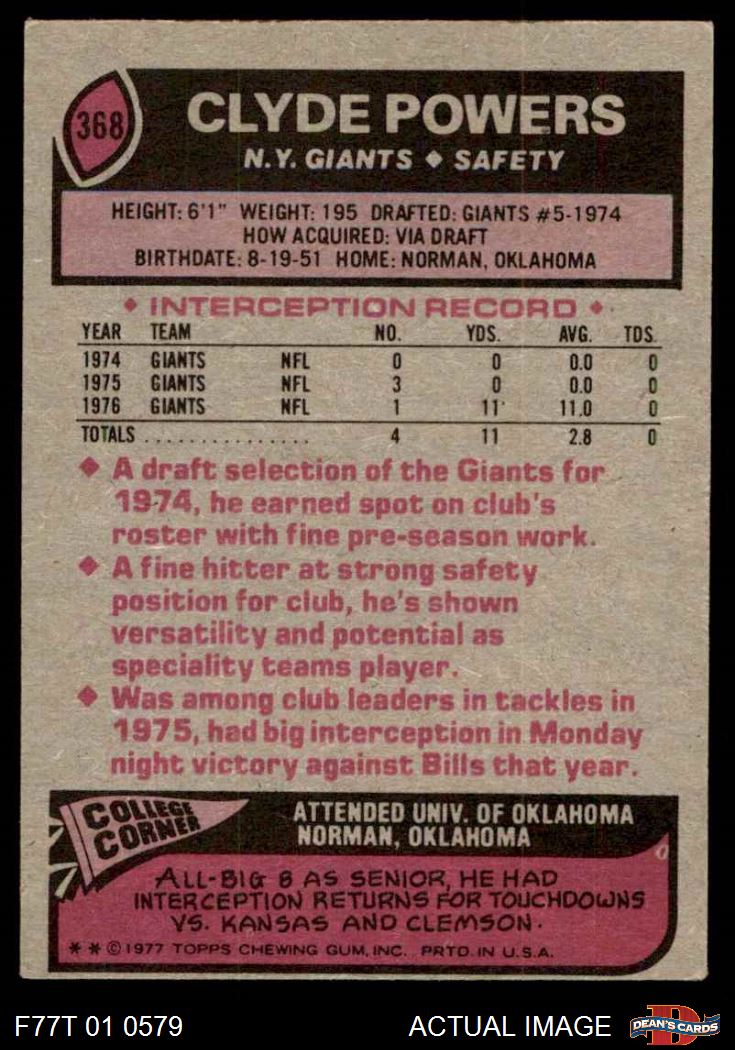 368
CLYDE POWERS
N.Y. GIANTS ♦ SAFETY
HEIGHT: 6'1" WEIGHT: 195 DRAFTED: GIANTS #5-1974
HOW ACQUIRED: VIA DRAFT
BIRTHDATE: 8-19-51 HOME: NORMAN, OKLAHOMA
♦ INTERCEPTION RECORD ♦
YEAR TEAM NO. YDS. AVG. TDS.
1974 GIANTS NFL 0 0 0.0 0
1975 GIANTS NFL 3 0 0.0 0
1976 GIANTS NFL 1 11 11.0 0
TOTALS ................ 4 11 2.8 0
♦ A draft selection of the Giants for
1974, he earned spot on club's
roster with fine pre-season work.
♦ A fine hitter at strong safety
position for club, he's shown
versatility and potential as
speciality teams player.
♦ Was among club leaders in tackles in
1975, had big interception in Monday
night victory against Bills that year.
COLLEGE
CORNER
ATTENDED UNIV. OF OKLAHOMA
NORMAN, OKLAHOMA
ALL-BIG 8 AS SENIOR, HE HAD
INTERCEPTION RETURNS FOR TOUCHDOWNS
VS. KANSAS AND CLEMSON.
** © 1977 TOPPS CHEWING GUM, INC. PRTD. IN U.S.A.
F77T 01 0579
ACTUAL IMAGE
D
DEAN'S CARDS